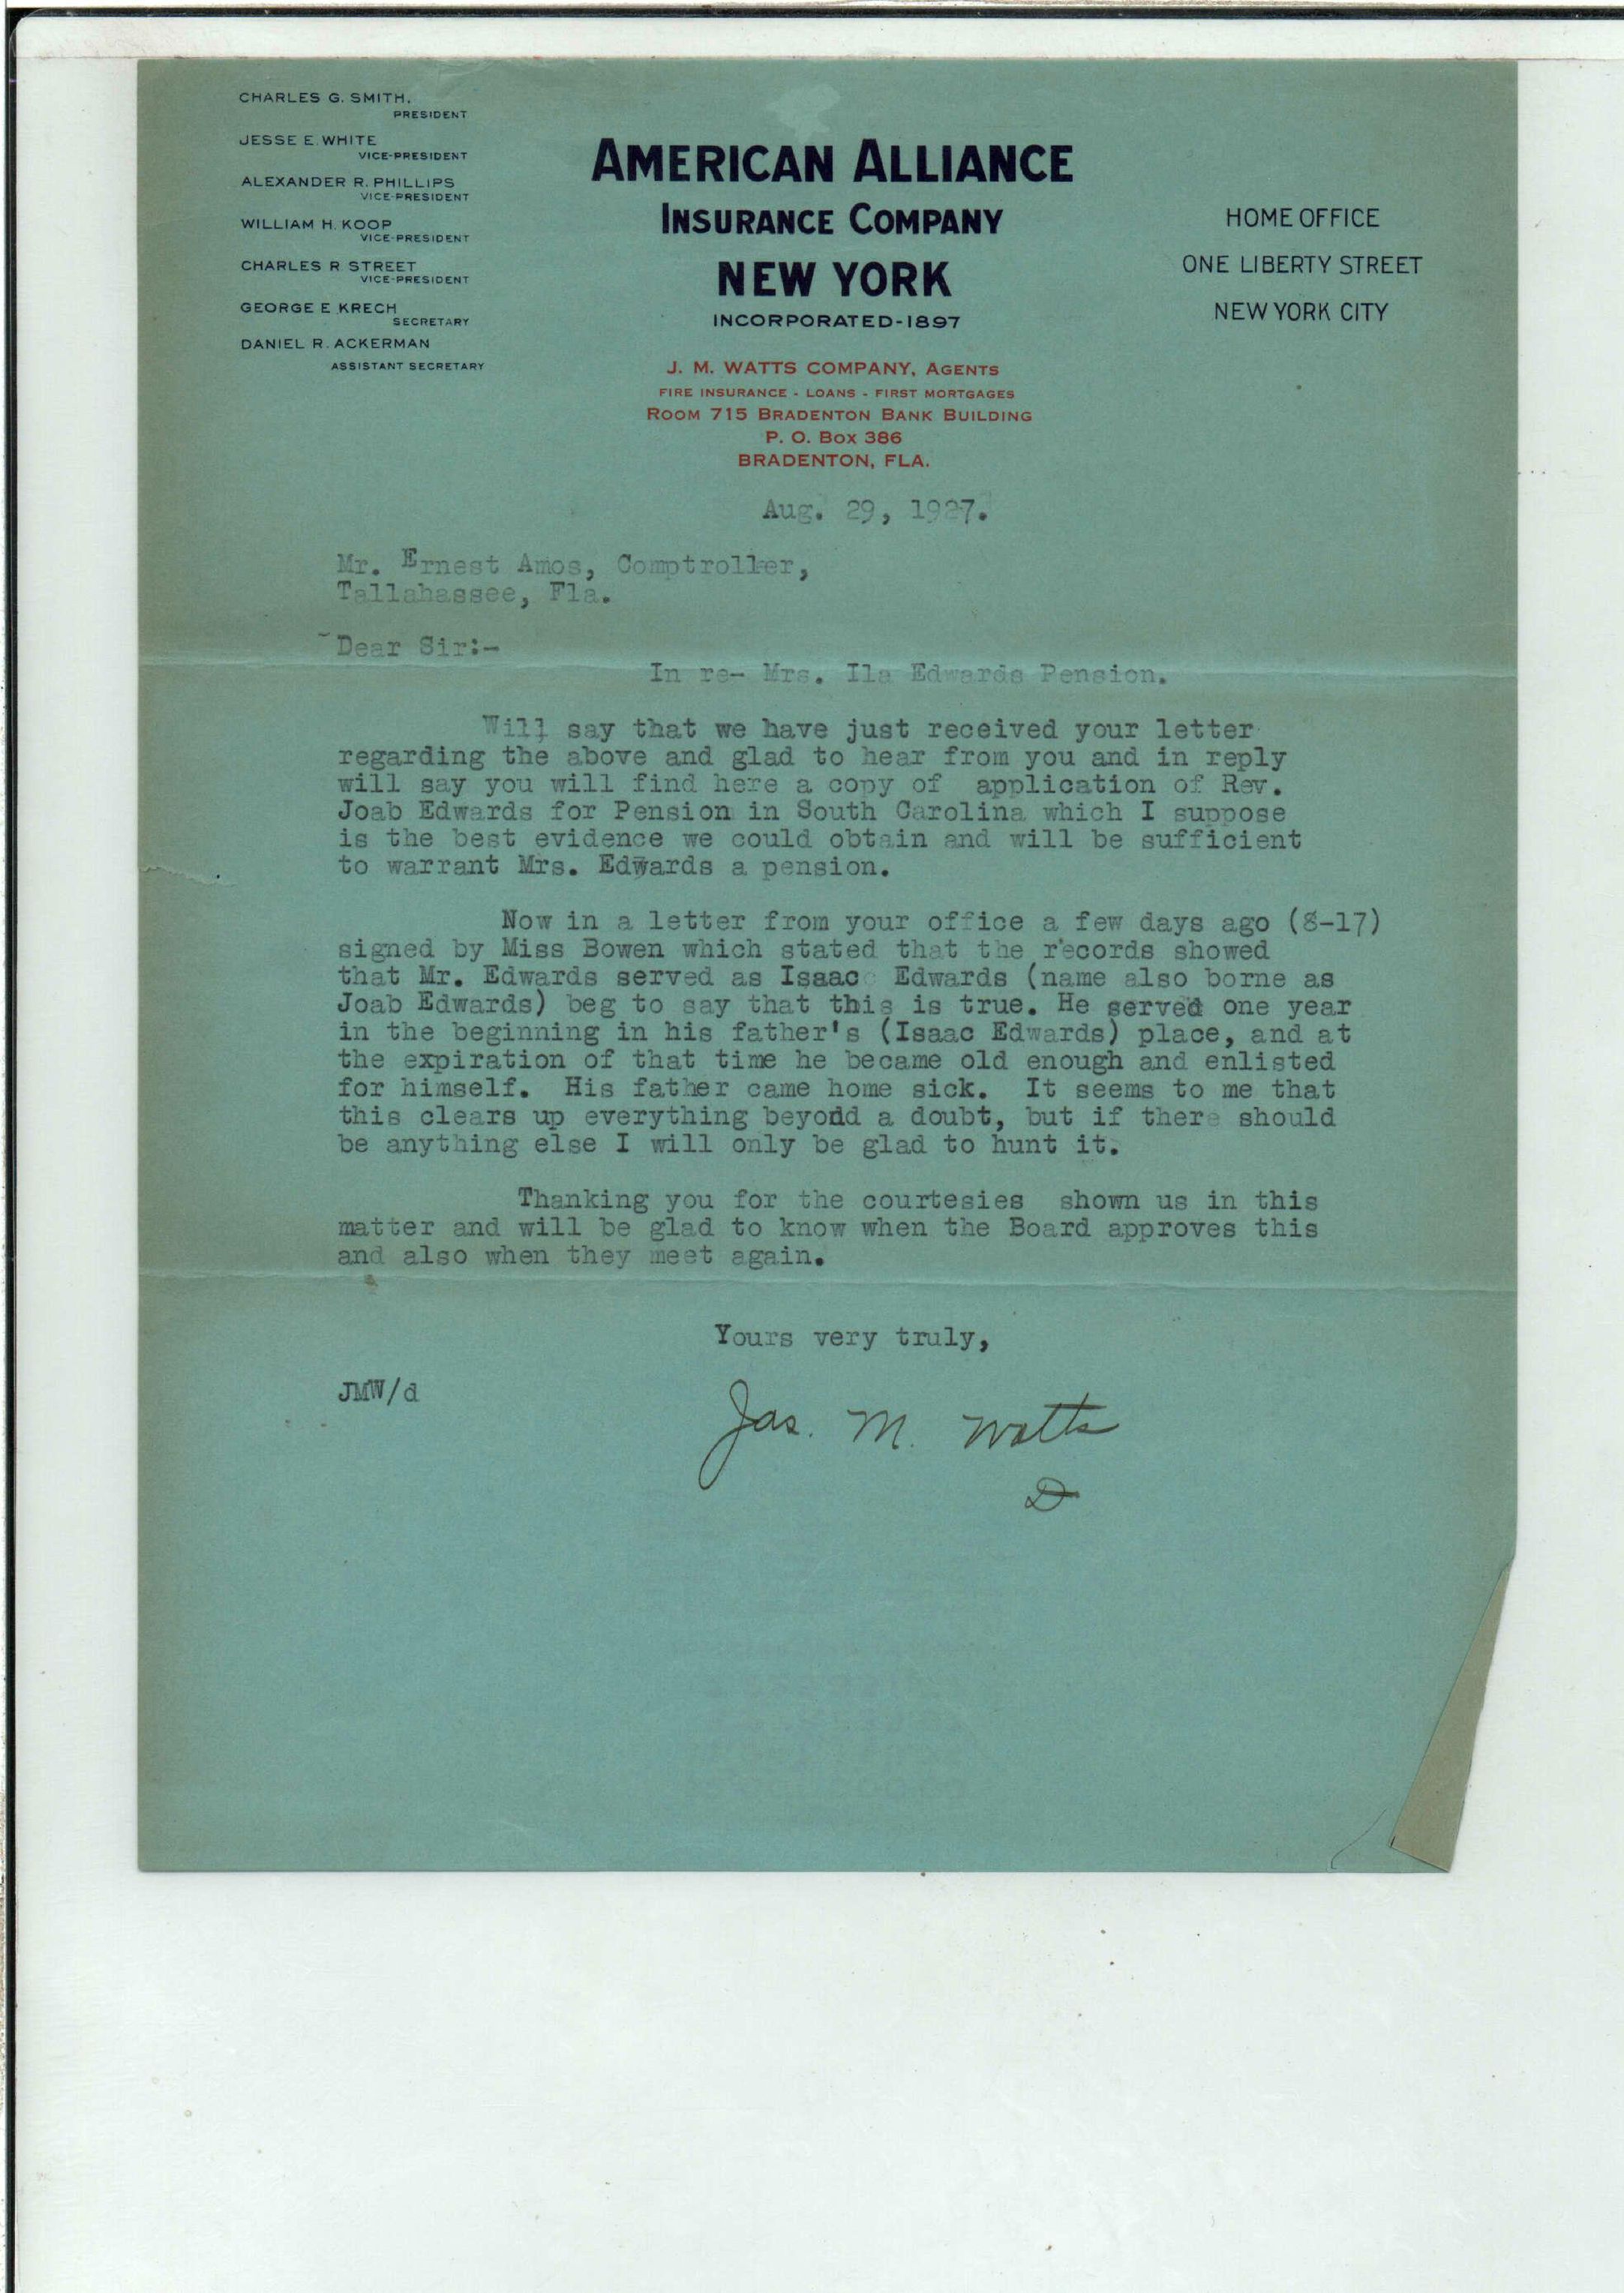 CHARLES G. SMITH,
PRESIDENT
JESSE E. WHITE
VICE-PRESIDENT
ALEXANDER R. PHILLIPS
VICE-PRESIDENT
WILLIAM H. KOOP
VICE-PRESIDENT
CHARLES R. STREET
VICE-PRESIDENT
GEORGE E. KRECH
SECRETARY
DANIEL R. ACKERMAN
ASSISTANT SECRETARY
AMERICAN ALLIANCE
INSURANCE COMPANY
NEW YORK
INCORPORATED-1897
HOME OFFICE
ONE LIBERTY STREET
NEW YORK CITY
J. M. WATTS COMPANY, AGENTS
FIRE INSURANCE - LOANS - FIRST MORTGAGES
ROOM 715 BRADENTON BANK BUILDING
P. O. BOX 386
BRADENTON, FLA.
Aug. 29, 1927.
Mr. Ernest Amos, Comptroller,
Tallahassee, Fla.
Dear Sir:-
In re- Mrs. Ila Edwards Pension.
Will say that we have just received your letter
regarding the above and glad to hear from you and in reply
will say you will find here a copy of application of Rev.
Joab Edwards for Pension in South Carolina which I suppose
is the best evidence we could obtain and will be sufficient
to warrant Mrs. Edwards a pension.
Now in a letter from your office a few days ago (8-17)
signed by Miss Bowen which stated that the records showed
that Mr. Edwards served as Isaac Edwards (name also borne as
Joab Edwards) beg to say that this is true. He served one year
in the beginning in his father's (Isaac Edwards) place, and at
the expiration of that time he became old enough and enlisted
for himself. His father came home sick. It seems to me that
this clears up everything beyond a doubt, but if there should
be anything else I will only be glad to hunt it.
Thanking you for the courtesies shown us in this
matter and will be glad to know when the Board approves this
and also when they meet again.
Yours very truly,
JMW/d
Jas. M. Watts
D